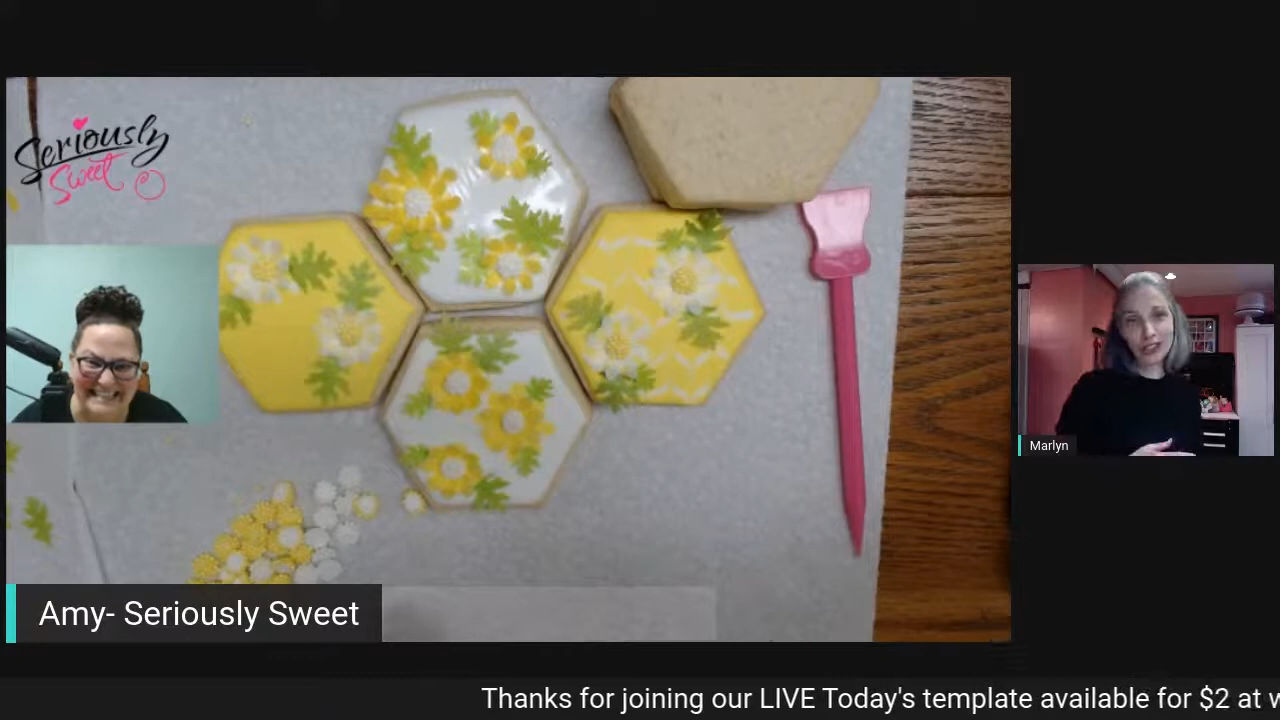 Seriously
Sweet
Marlyn
Amy- Seriously Sweet
Thanks for joining our LIVE Today's template available for $2 at